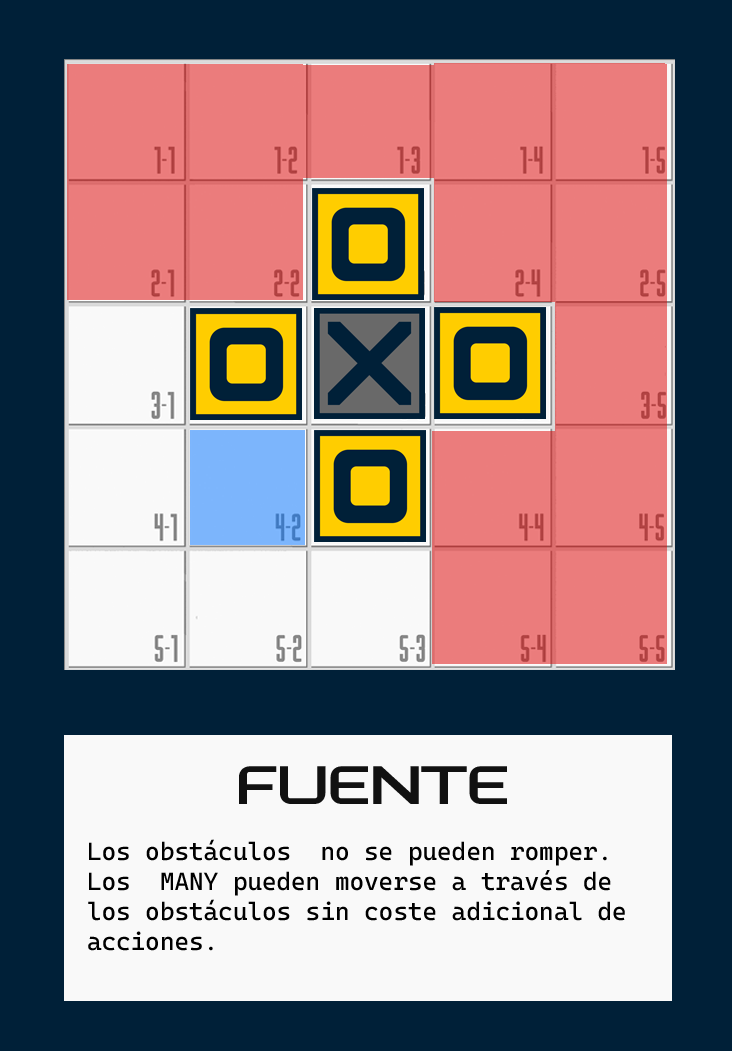 1-1 1-2 1-3 1-4 1-5
2-1 2-2 2-4 2-5
3-1 3-5
4-1 4-2 4-4 4-5
5-1 5-2 5-3 5-4 5-5
FUENTE
Los obstáculos  no se pueden romper.
Los  MANY pueden moverse a través de
los obstáculos sin coste adicional de
acciones.